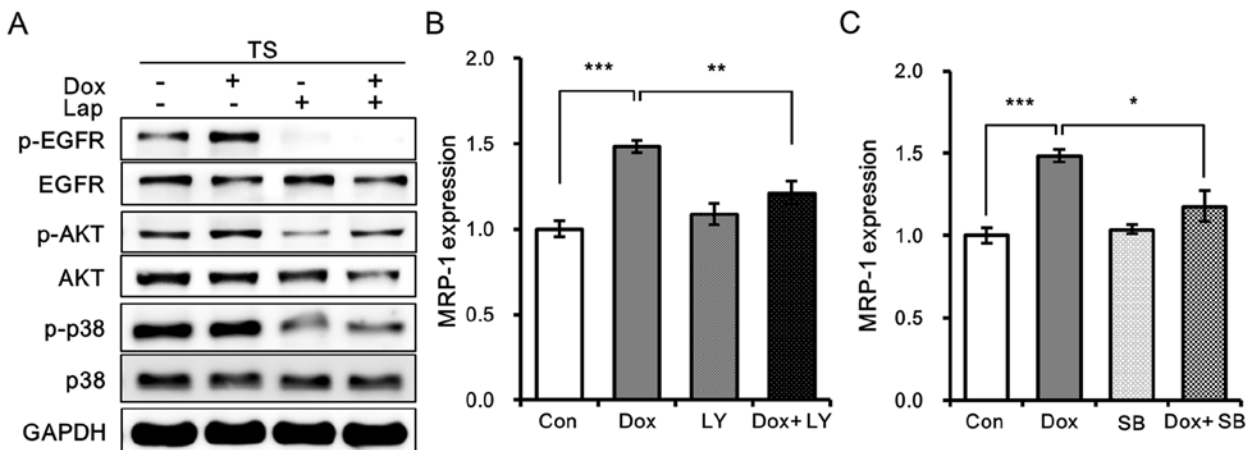 A
TS
Dox - + - +
Lap - - + +
p-EGFR
EGFR
p-AKT
AKT
p-p38
p38
GAPDH
B
MRP-1 expression
2.0
1.5
1.0
0.5
0.0
*** **
Con Dox LY Dox+ LY
C
MRP-1 expression
2.0
1.5
1.0
0.5
0.0
*** *
Con Dox SB Dox+ SB